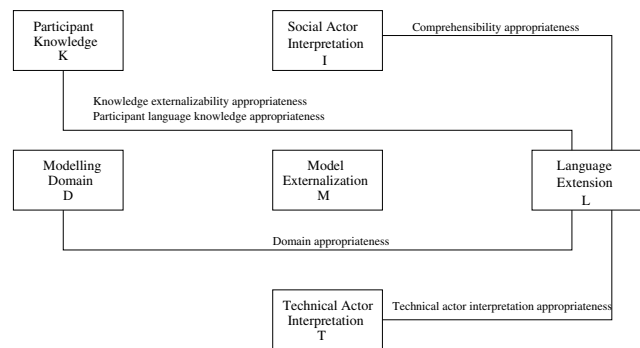 Participant
Knowledge
K
Social Actor
Interpretation
I
Comprehensibility appropriateness
Knowledge externalizability appropriateness
Participant language knowledge appropriateness
Modelling
Domain
D
Model
Externalization
M
Language
Extension
L
Domain appropriateness
Technical Actor
Interpretation
T
Technical actor interpretation appropriateness